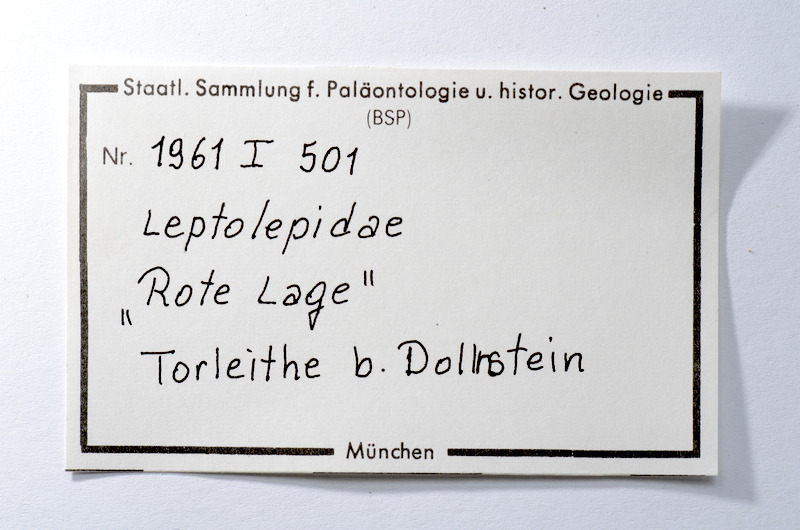 Staatl. Sammlung f. Paläontologie u. histor. Geologie
(BSP)
Nr. 1961 I 501
Leptolepidae
„Rote Lage"
Torleithe b. Dollnstein
München